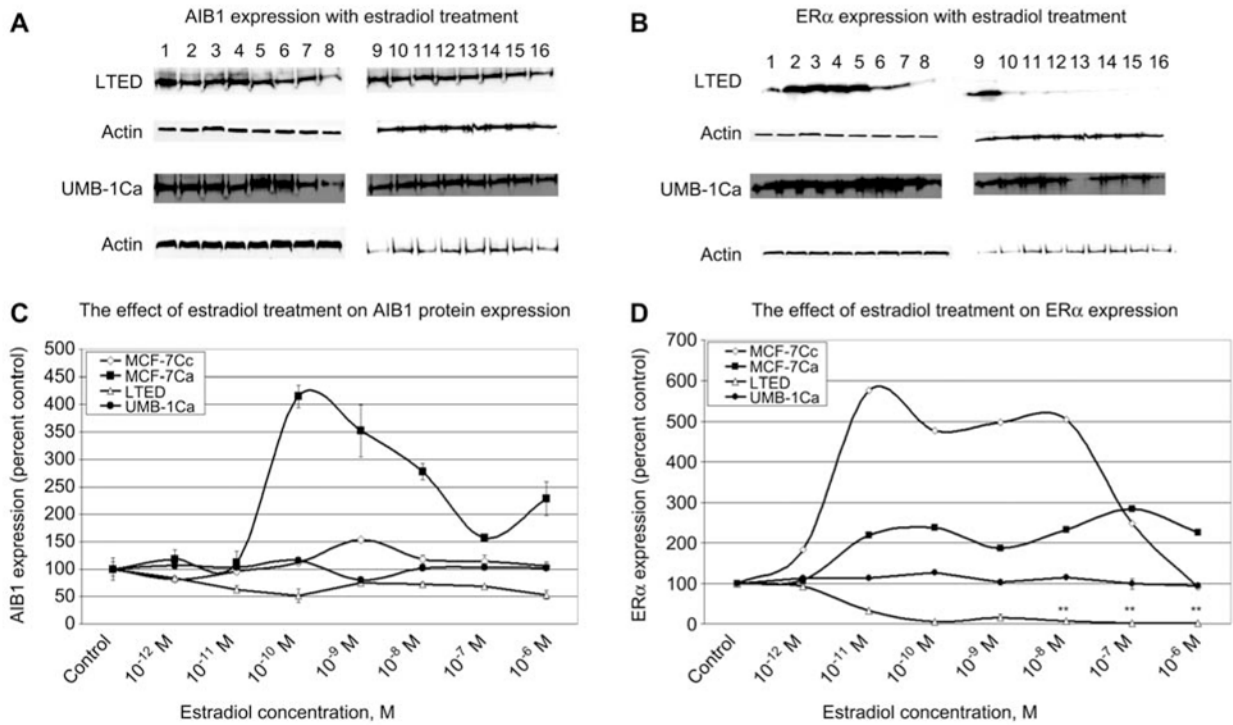 A
AIB1 expression with estradiol treatment
1 2 3 4 5 6 7 8 9 10 11 12 13 14 15 16
LTED
Actin
UMB-1Ca
Actin
B
ERα expression with estradiol treatment
1 2 3 4 5 6 7 8 9 10 11 12 13 14 15 16
LTED
Actin
UMB-1Ca
Actin
C
The effect of estradiol treatment on AIB1 protein expression
AIB1 expression (percent control)
500
450
400
350
300
250
200
150
100
50
0
MCF-7Cc
MCF-7Ca
LTED
UMB-1Ca
Control
10⁻¹² M
10⁻¹¹ M
10⁻¹⁰ M
10⁻⁹ M
10⁻⁸ M
10⁻⁷ M
10⁻⁶ M
Estradiol concentration, M
D
The effect of estradiol treatment on ERα expression
ERα expression (percent control)
700
600
500
400
300
200
100
0
MCF-7Cc
MCF-7Ca
LTED
UMB-1Ca
** ** **
Control
10⁻¹² M
10⁻¹¹ M
10⁻¹⁰ M
10⁻⁹ M
10⁻⁸ M
10⁻⁷ M
10⁻⁶ M
Estradiol concentration, M